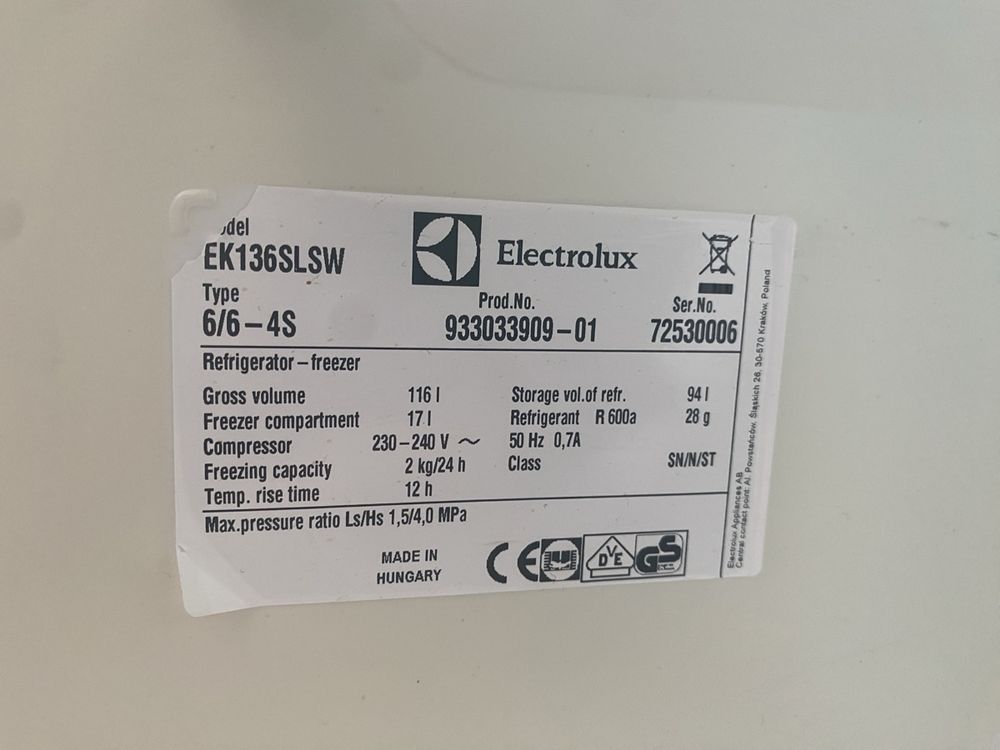 EK136SLSW
Electrolux
Type
6/6-4S
Prod.No.
933033909-01
Ser.No.
72530006
Refrigerator-freezer
Gross volume 116 l Storage vol.of refr. 94 l
Freezer compartment 17 l Refrigerant R 600a 28 g
Compressor 230-240 V ~ 50 Hz 0,7A
Freezing capacity 2 kg/24 h Class SN/N/ST
Temp. rise time 12 h
Max.pressure ratio Ls/Hs 1,5/4,0 MPa
MADE IN
HUNGARY
CE
DVE
GS
Electrolux Appliances AB
Central contact point: Al. Powstańców. Śląskich 26, 30-570 Kraków, Poland